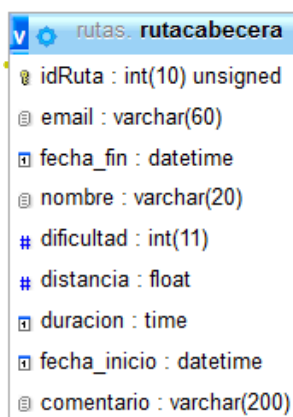 v rutas. rutacabecera
idRuta : int(10) unsigned
email : varchar(60)
fecha_fin : datetime
nombre : varchar(20)
# dificultad : int(11)
# distancia : float
duracion : time
fecha_inicio : datetime
comentario : varchar(200)